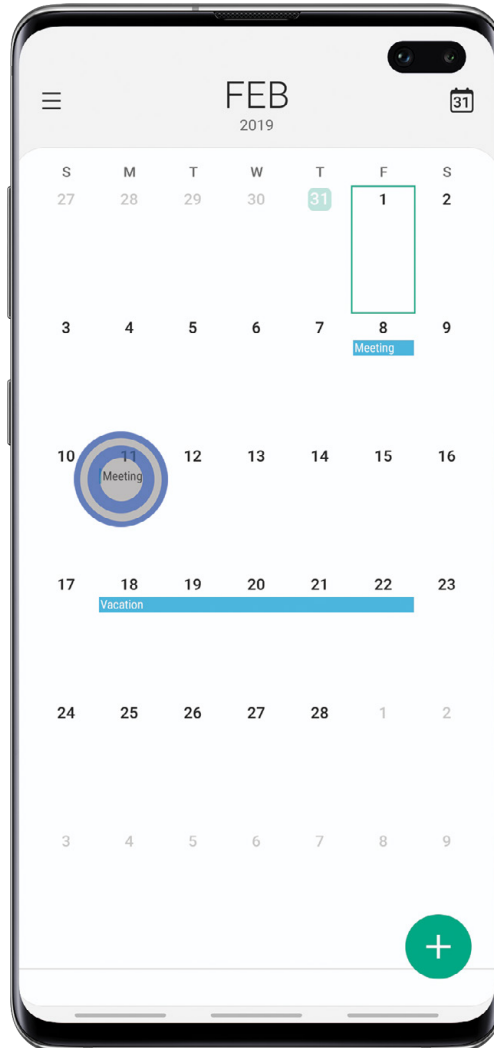 FEB
31
2019
S M T W T F S
27 28 29 30 31 1 2
3 4 5 6 7 8 9
Meeting
10 11 12 13 14 15 16
Meeting
17 18 19 20 21 22 23
Vacation
24 25 26 27 28 1 2
3 4 5 6 7 8 9